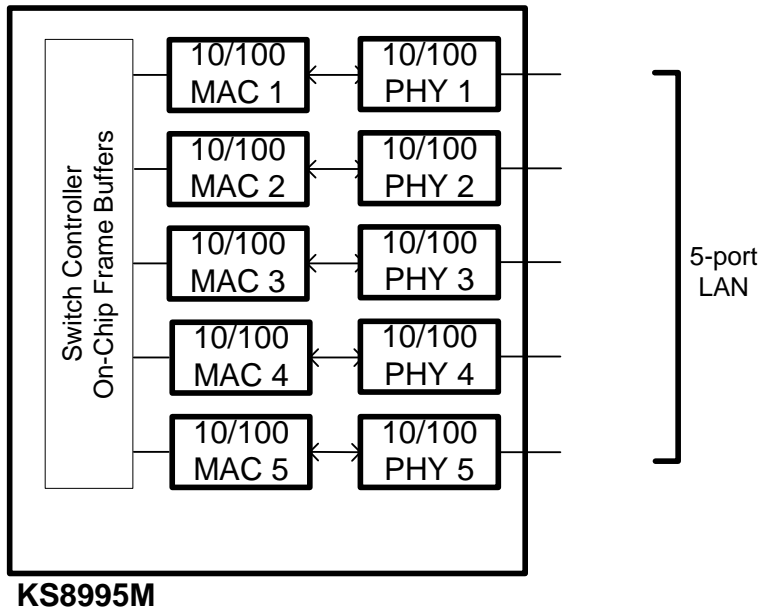 Switch Controller
On-Chip Frame Buffers
10/100
MAC 1
10/100
PHY 1
10/100
MAC 2
10/100
PHY 2
10/100
MAC 3
10/100
PHY 3
10/100
MAC 4
10/100
PHY 4
10/100
MAC 5
10/100
PHY 5
5-port
LAN
KS8995M